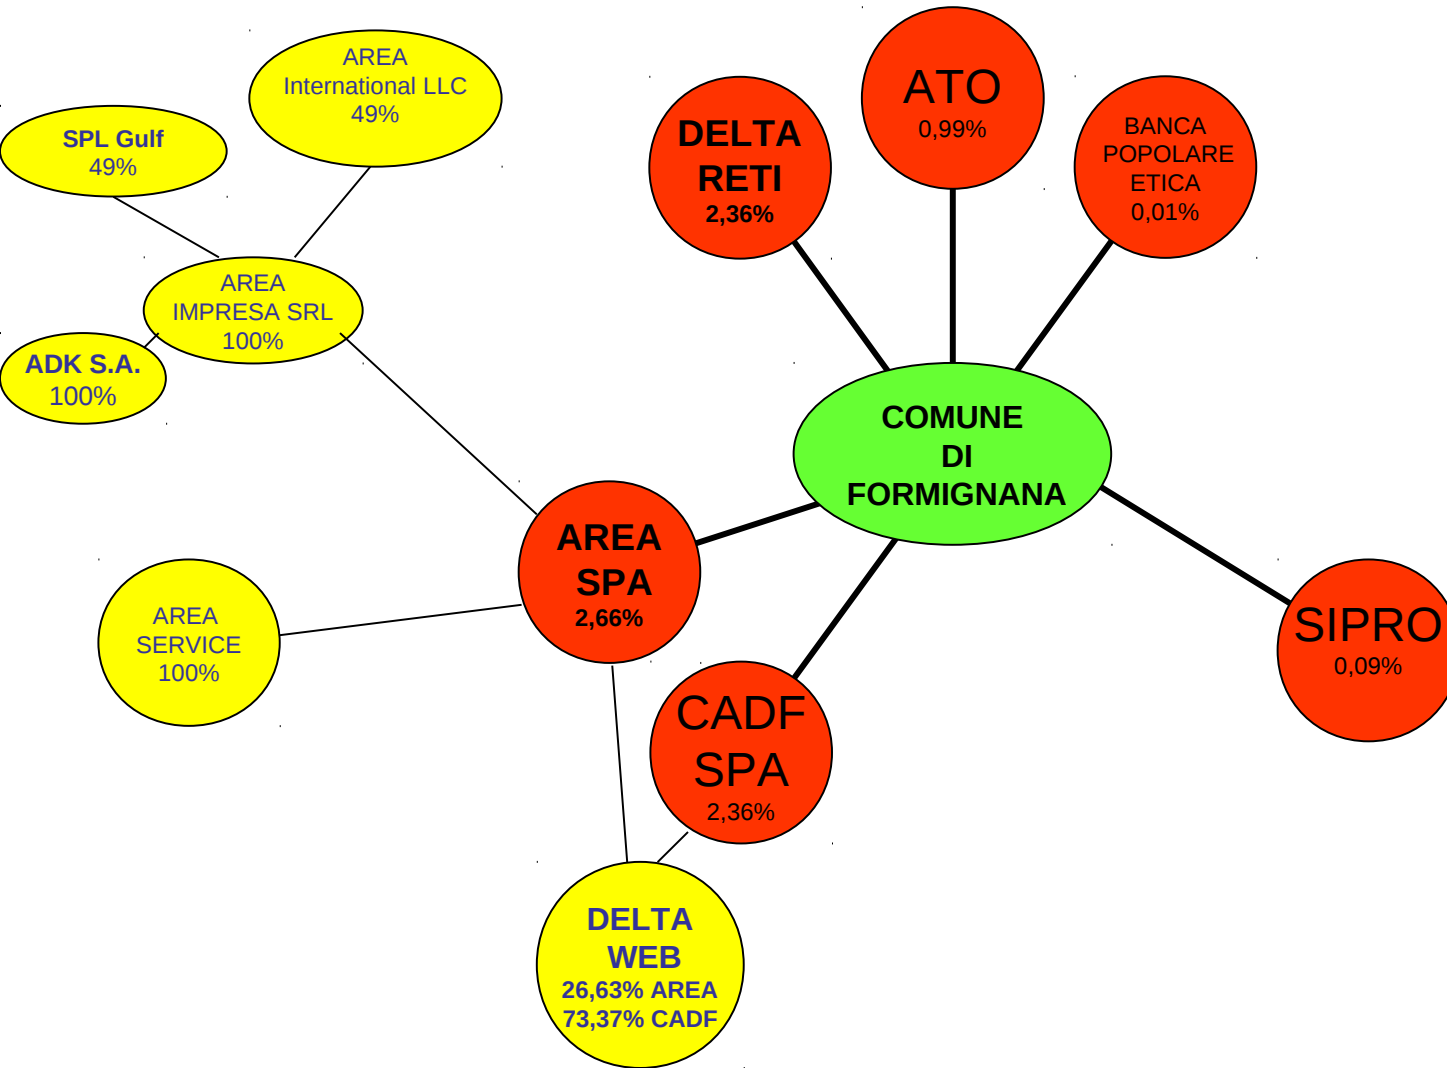 AREA
International LLC
49%
SPL Gulf
49%
AREA
IMPRESA SRL
100%
ADK S.A.
100%
DELTA
RETI
2,36%
ATO
0,99%
BANCA
POPOLARE
ETICA
0,01%
COMUNE
DI
FORMIGNANA
AREA
SPA
2,66%
AREA
SERVICE
100%
SIPRO
0,09%
CADF
SPA
2,36%
DELTA
WEB
26,63% AREA
73,37% CADF